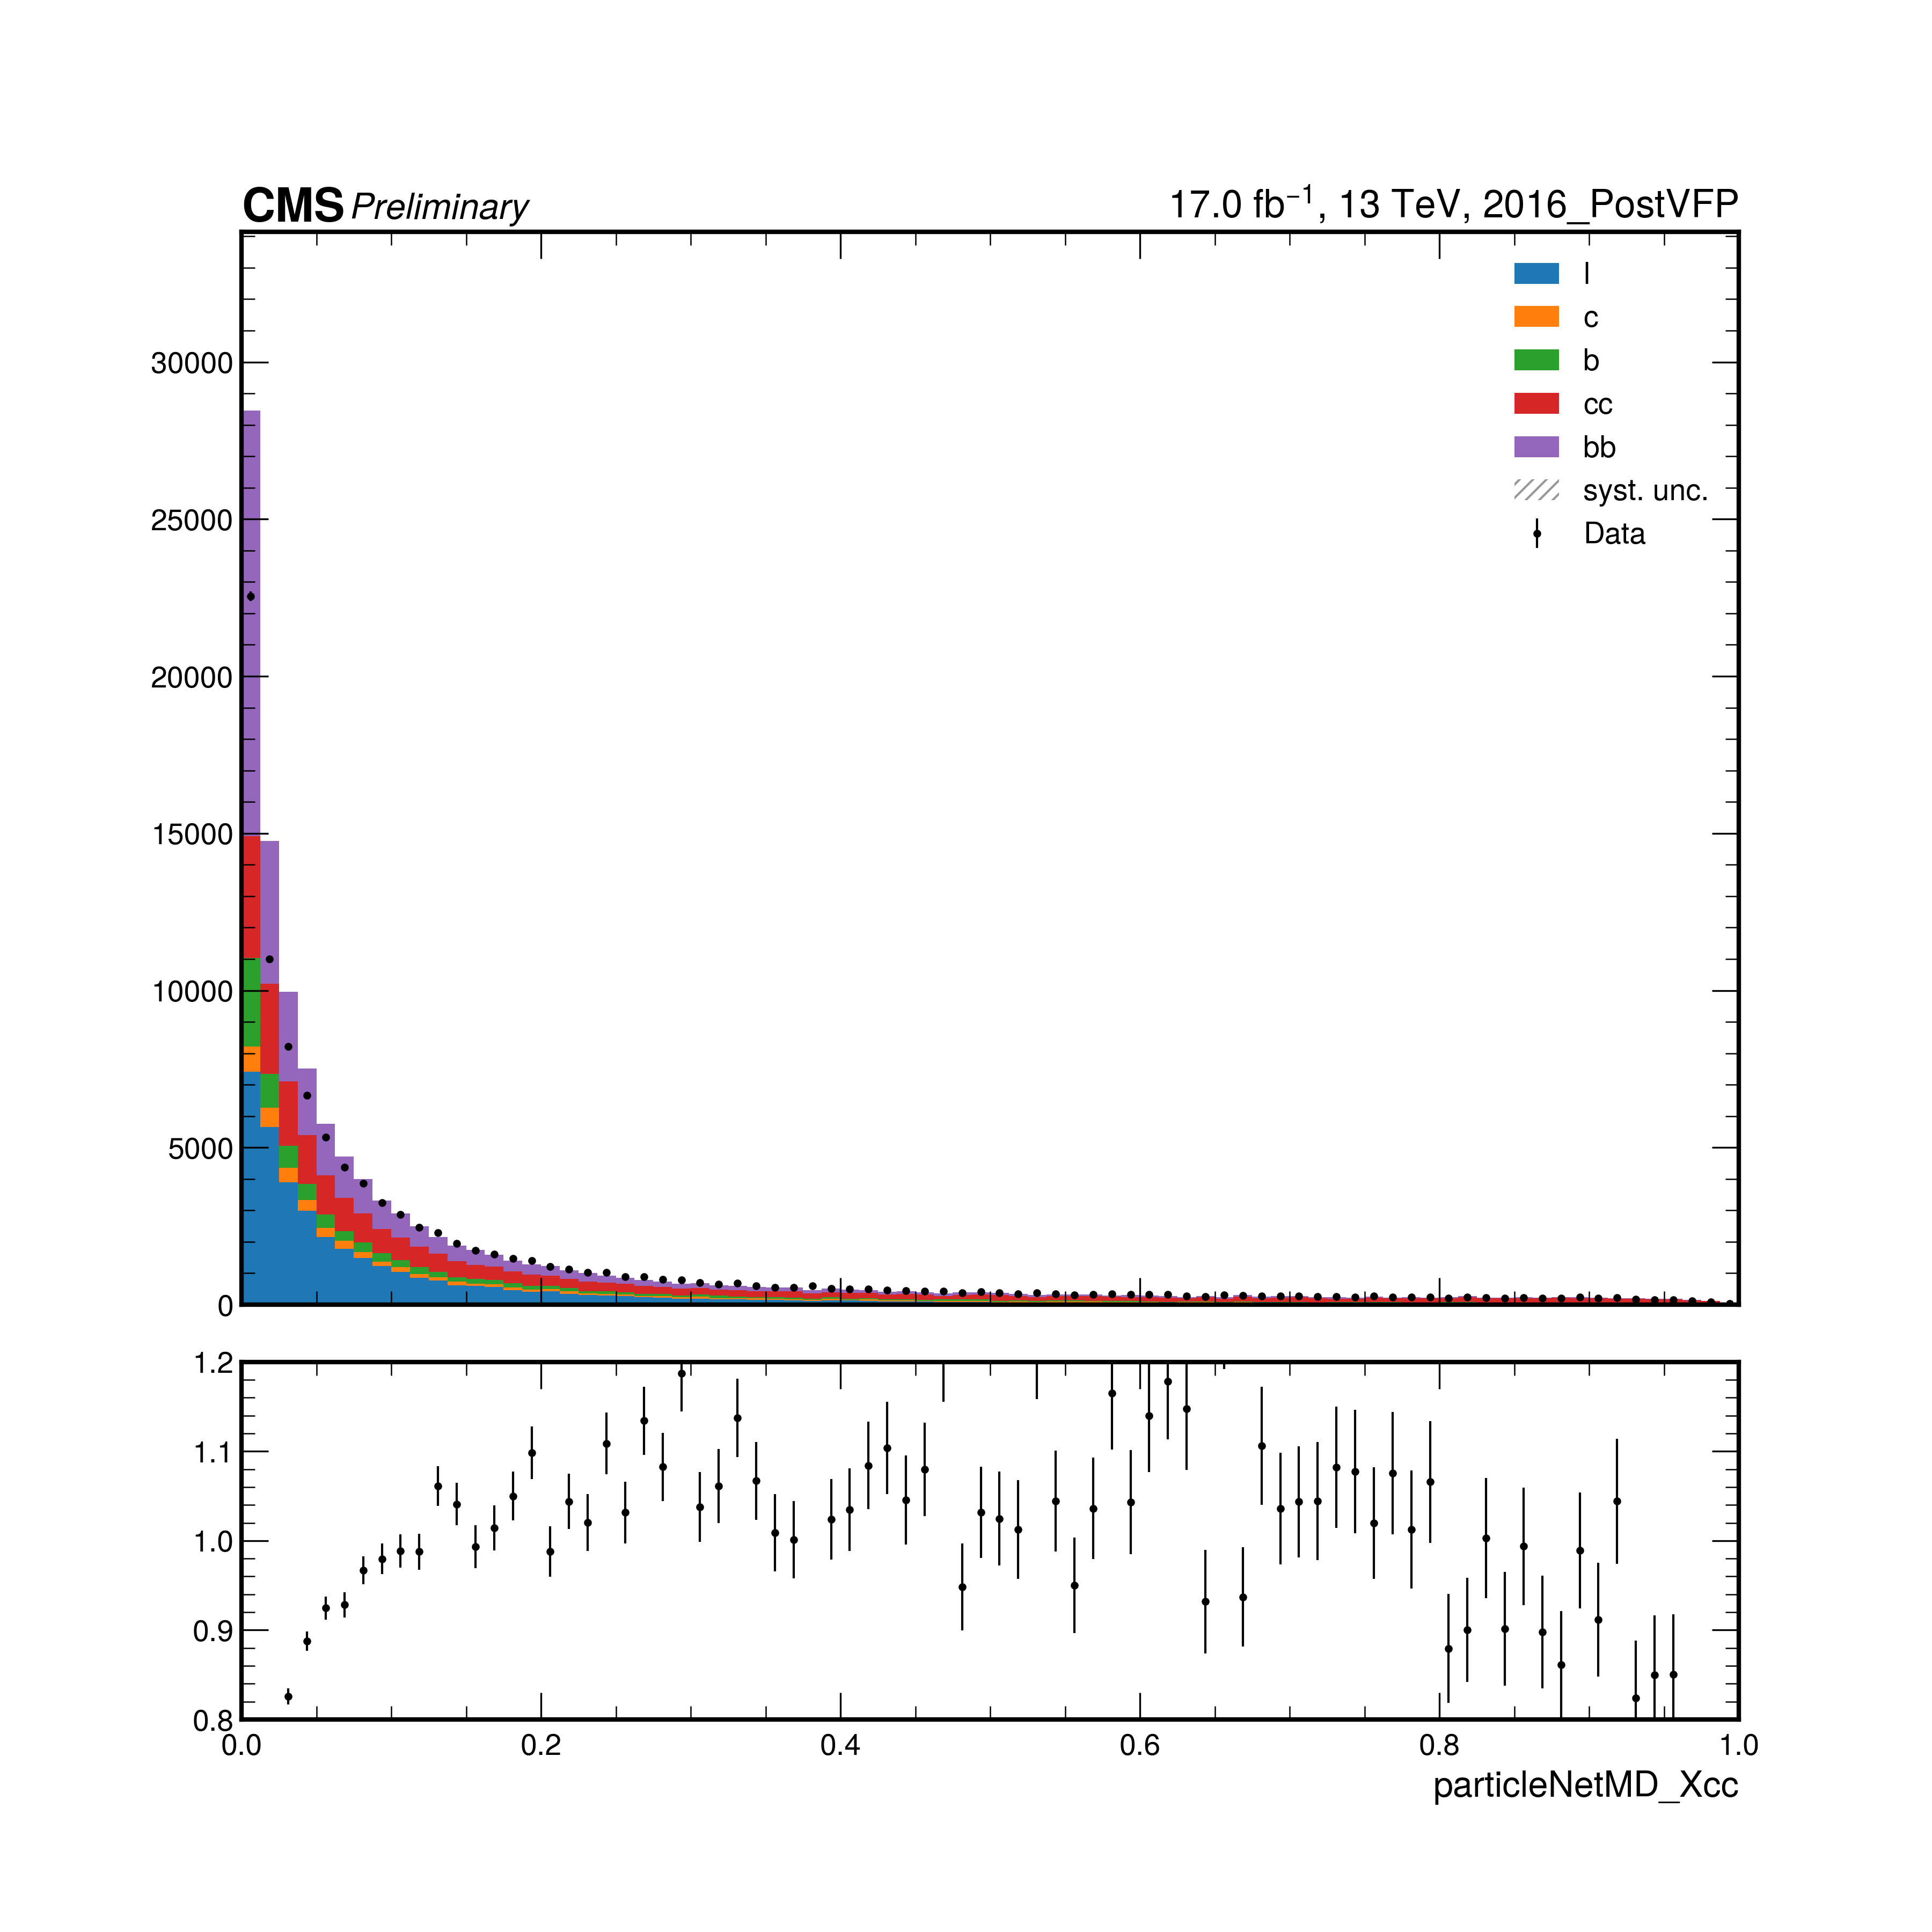 CMS Preliminary 17.0 fb⁻¹, 13 TeV, 2016_PostVFP
l
c
b
cc
bb
syst. unc.
Data
30000
25000
20000
15000
10000
5000
0
1.2
1.1
1.0
0.9
0.8
0.0 0.2 0.4 0.6 0.8 1.0
particleNetMD_Xcc